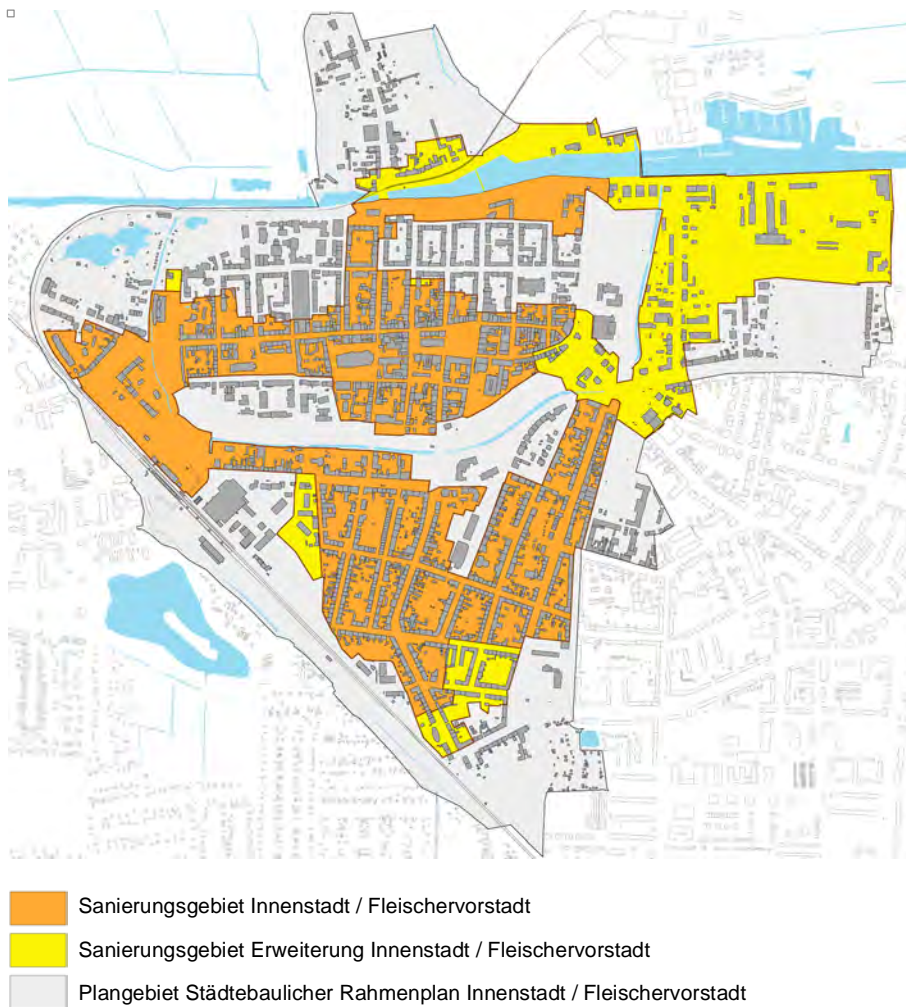 Sanierungsgebiet Innenstadt / Fleischervorstadt
Sanierungsgebiet Erweiterung Innenstadt / Fleischervorstadt
Plangebiet Städtebaulicher Rahmenplan Innenstadt / Fleischervorstadt